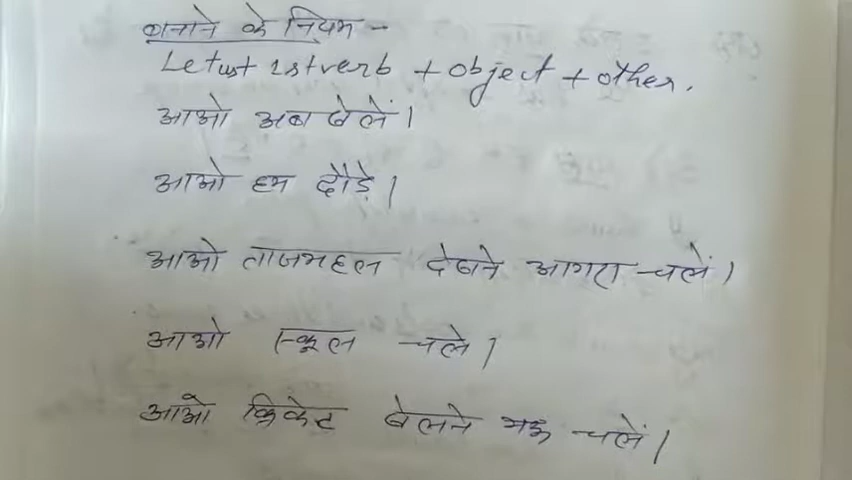 बनाने के नियम -
Let us + 1st verb + object + other.
आओ अब खेलें।
आओ हम दौड़े।
आओ ताजमहल देखने आगरा चलें।
आओ स्कूल चले।
आओ क्रिकेट खेलने चलें।